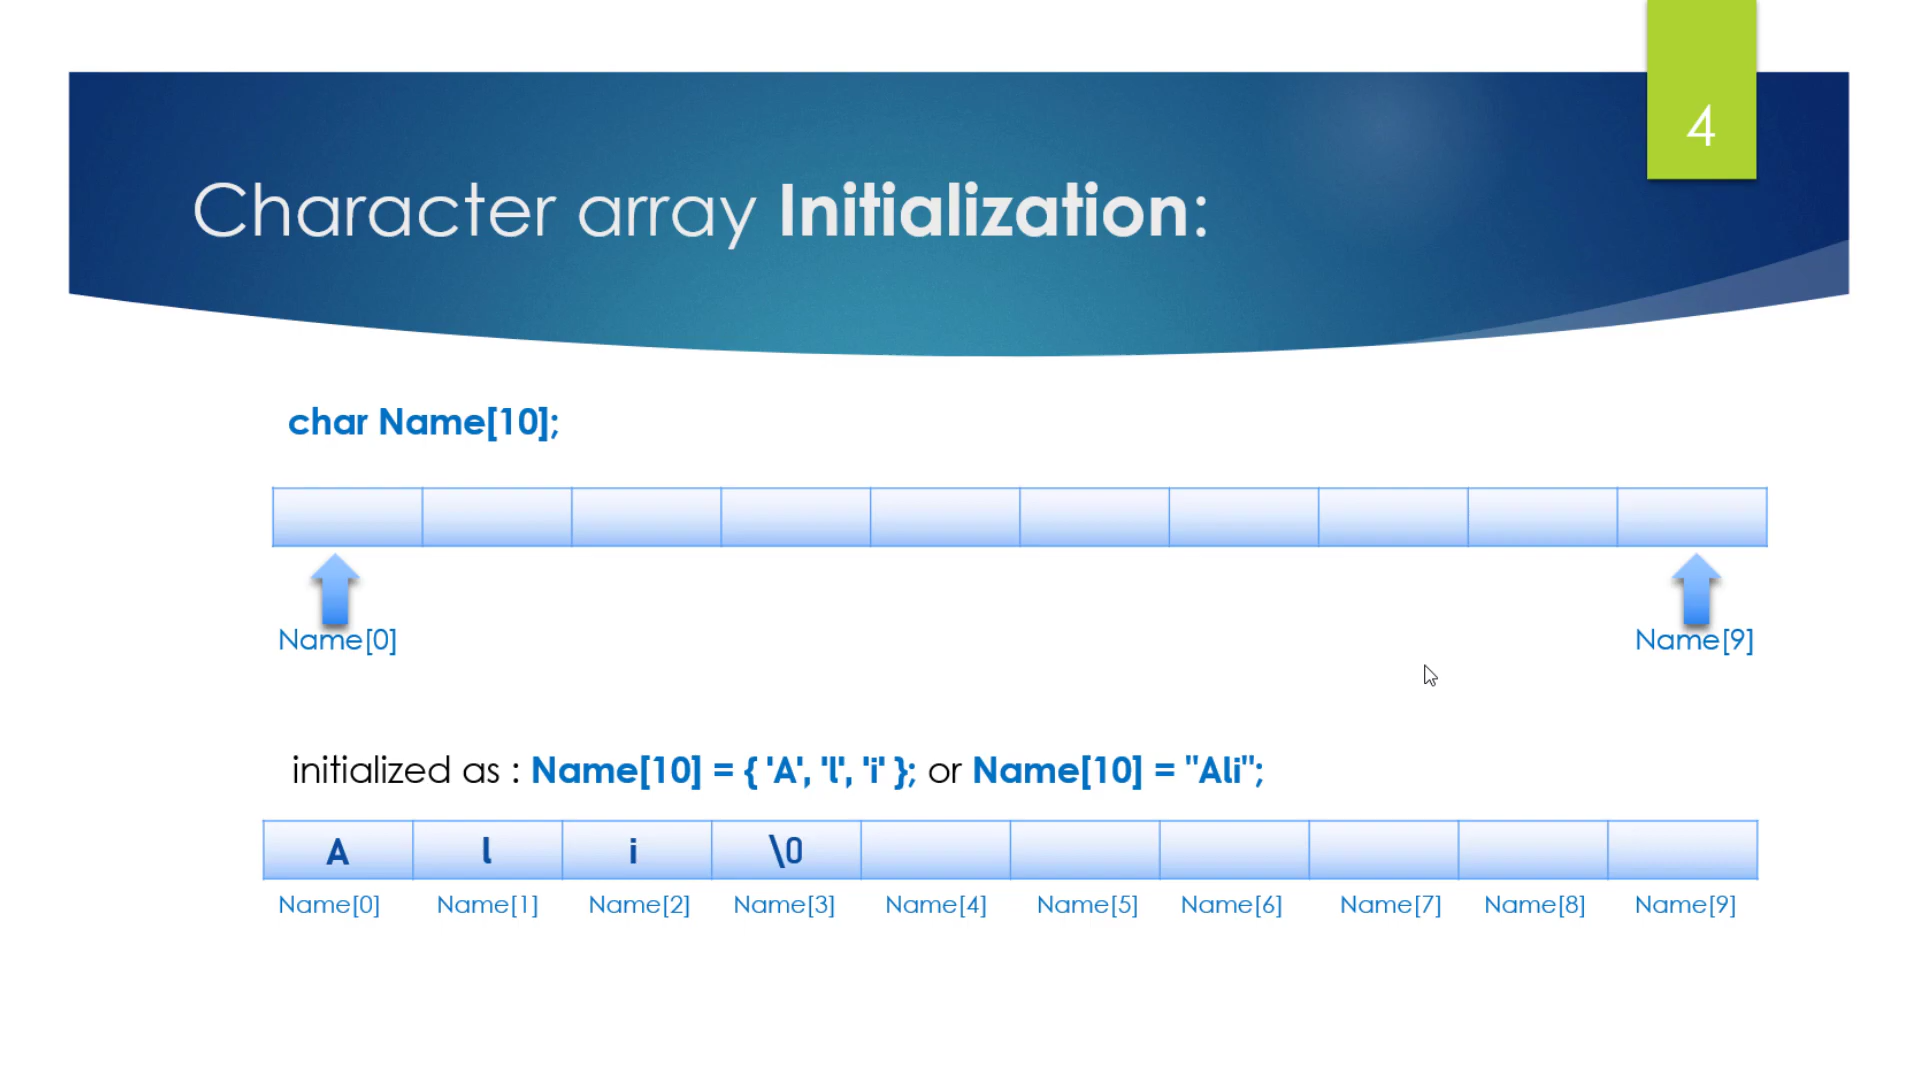 4
Character array Initialization:
char Name[10];
Name[0] Name[9]
initialized as : Name[10] = { 'A', 'l', 'i' }; or Name[10] = "Ali";
A l i \0
Name[0] Name[1] Name[2] Name[3] Name[4] Name[5] Name[6] Name[7] Name[8] Name[9]